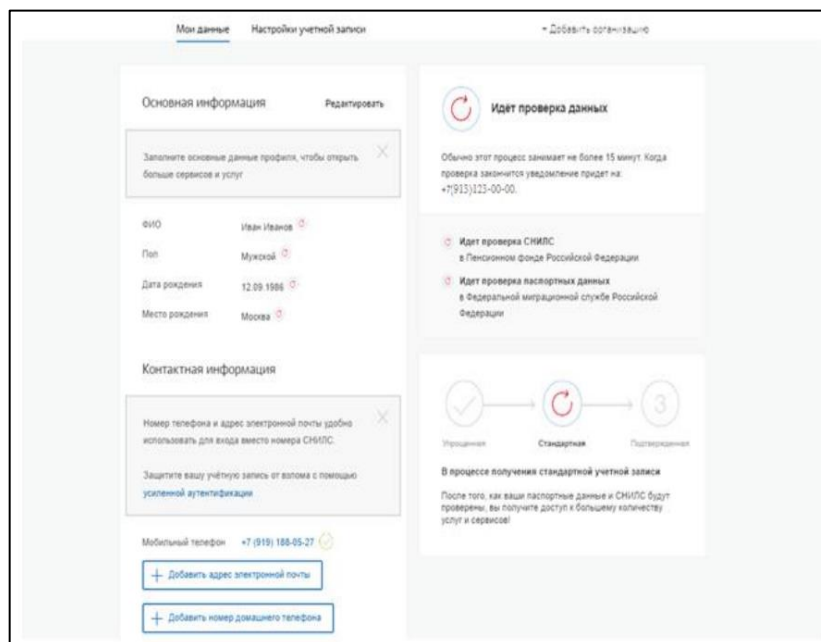 Мои данные
Настройки учетной записи
+ Добавить организацию
Основная информация
Редактировать
Заполните основные данные профиля, чтобы открыть
больше сервисов и услуг
ФИО
Иван Иванов
Пол
Мужской
Дата рождения
12.09.1986
Место рождения
Москва
Контактная информация
Номер телефона и адрес электронной почты удобно
использовать для входа вместо номера СНИЛС.
Защитите вашу учётную запись от взлома с помощью
усиленной аутентификации
Мобильный телефон
+7 (919) 188-05-27
+ Добавить адрес электронной почты
+ Добавить номер домашнего телефона
Идёт проверка данных
Обычно этот процесс занимает не более 15 минут. Когда
проверка закончится уведомление придет на:
+7(915)123-00-00.
Идет проверка СНИЛС
в Пенсионном фонде Российской Федерации
Идет проверка паспортных данных
в Федеральной миграционной службе Российской
Федерации
3
Упрощенная
Стандартная
Подтвержденная
В процессе получения стандартной учетной записи
После того, как ваши паспортные данные и СНИЛС будут
проверены, вы получите доступ к большему количеству
услуг и сервисов!